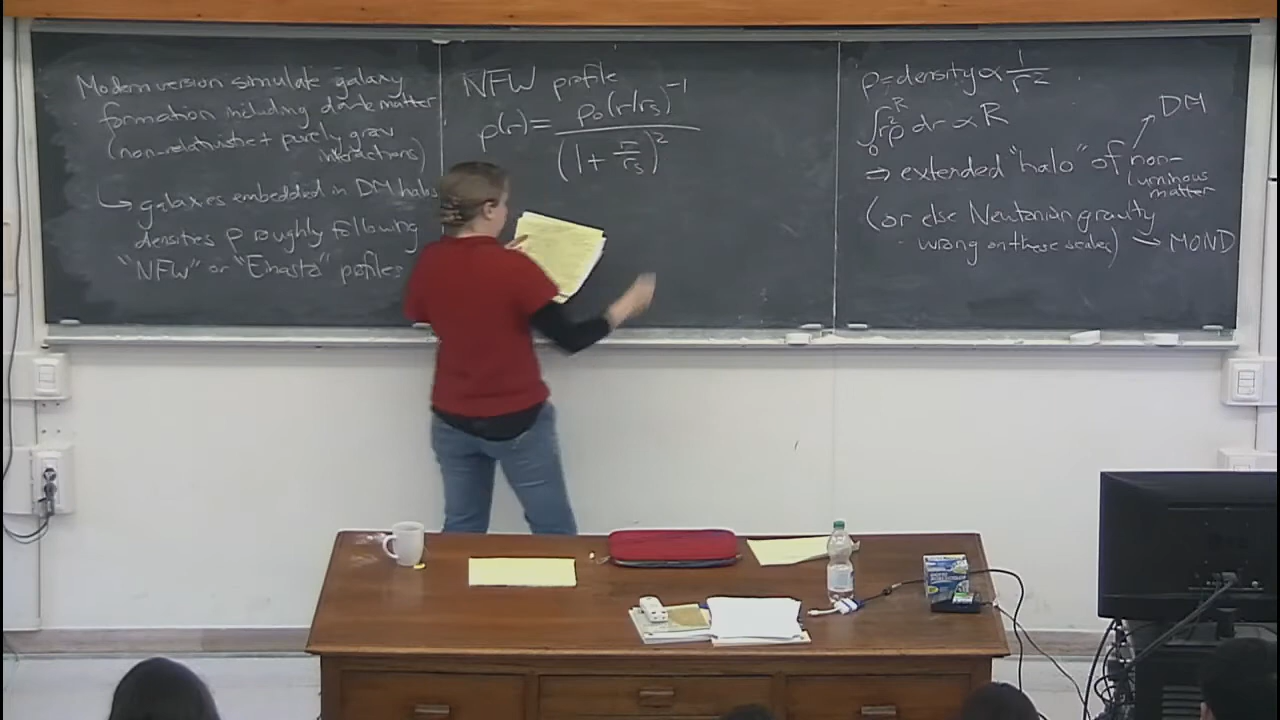 Modern version simulate galaxy
formation including dark matter
(non-relativistic + purely grav
interactions)
↳ galaxies embedded in DM halos
densities ρ roughly following
"NFW" or "Einasto" profiles
NFW profile
ρ(r) = ρ₀(r/rₛ)⁻¹ / (1 + r/rₛ)²
ρ = density ∝ 1/r²
∫₀ᴿ r²ρ dr ∝ R
⇒ extended "halo" of non-luminous matter → DM
(or else Newtonian gravity
wrong on these scales) → MOND